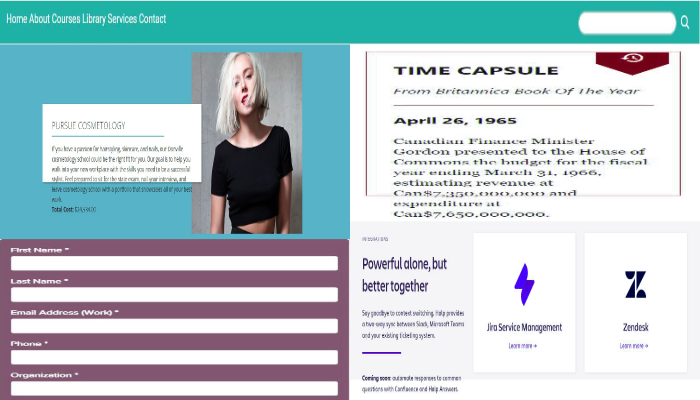 Home About Courses Library Services Contact
PURSUE COSMETOLOGY
If you have a passion for hairstyling, skincare, and nails, our Danville
cosmetology school could be the right fit for you. Our goal is to help you
walk into your new workplace with the skills you need to be a successful
stylist. Feel prepared to sit for the state exam, nail your interview, and
leave cosmetology school with a portfolio that showcases all of your best
work.
Total Cost:
First Name *
Last Name *
Email Address (Work) *
Phone *
Organization *
TIME CAPSULE
From Britannica Book Of The Year
April 26, 1965
Canadian Finance Minister
Gordon presented to the House of
Commons the budget for the fiscal
year ending March 31, 1966,
estimating revenue at
Can$7,350,000,000 and
expenditure at
Can$7,650,000,000.
Powerful alone, but
better together
Say goodbye to context switching. Halp provides
a two-way sync between Slack, Microsoft Teams
and your existing ticketing system.
Coming soon: automate responses to common
questions with Confluence and Halp Answers.
Jira Service Management
Learn more →
Zendesk
Learn more →